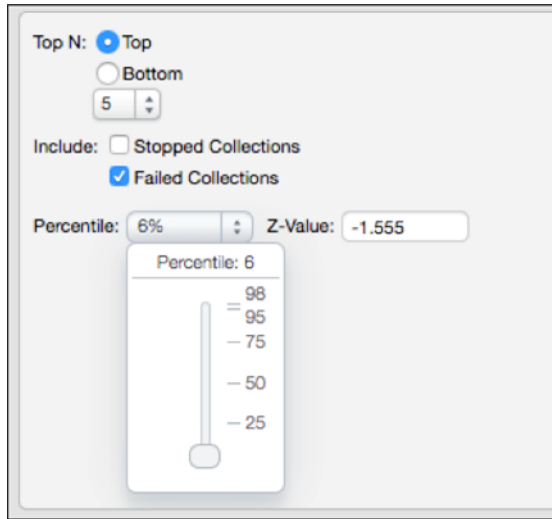 Top N: Top
Bottom
5
Include: Stopped Collections
Failed Collections
Percentile: 6% Z-Value: -1.555
Percentile: 6
98
95
75
50
25